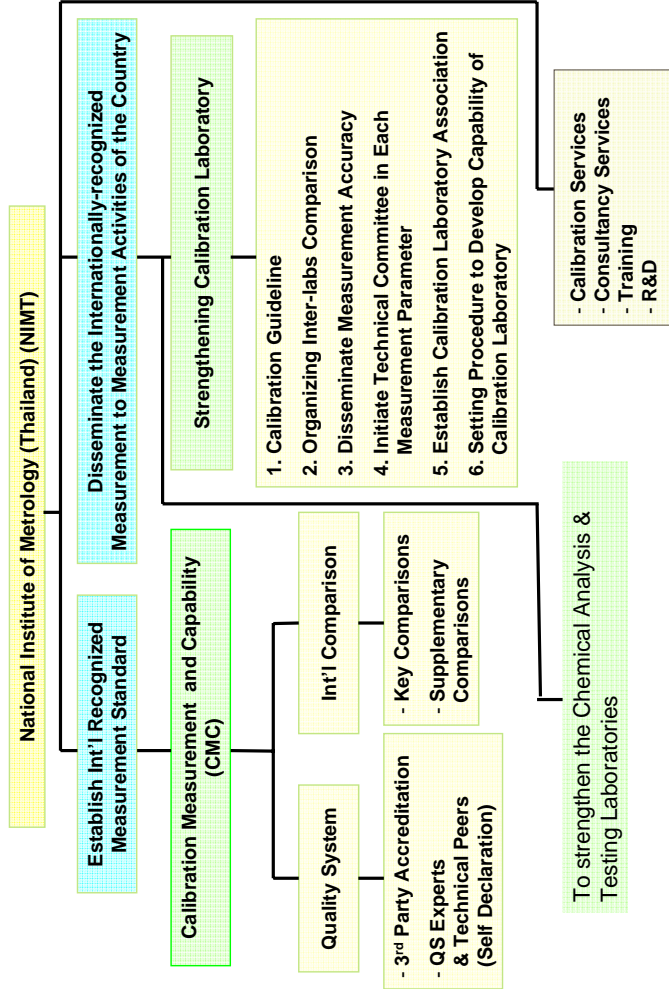 National Institute of Metrology (Thailand) (NIMT)
Establish Int'l Recognized
Measurement Standard
Disseminate the Internationally-recognized
Measurement to Measurement Activities of the Country
Calibration Measurement and Capability
(CMC)
Strengthening Calibration Laboratory
Quality System
Int'l Comparison
- 3rd Party Accreditation
- QS Experts
& Technical Peers
(Self Declaration)
- Key Comparisons
- Supplementary
Comparisons
1. Calibration Guideline
2. Organizing Inter-labs Comparison
3. Disseminate Measurement Accuracy
4. Initiate Technical Committee in Each
Measurement Parameter
5. Establish Calibration Laboratory Association
6. Setting Procedure to Develop Capability of
Calibration Laboratory
To strengthen the Chemical Analysis &
Testing Laboratories
- Calibration Services
- Consultancy Services
- Training
- R&D